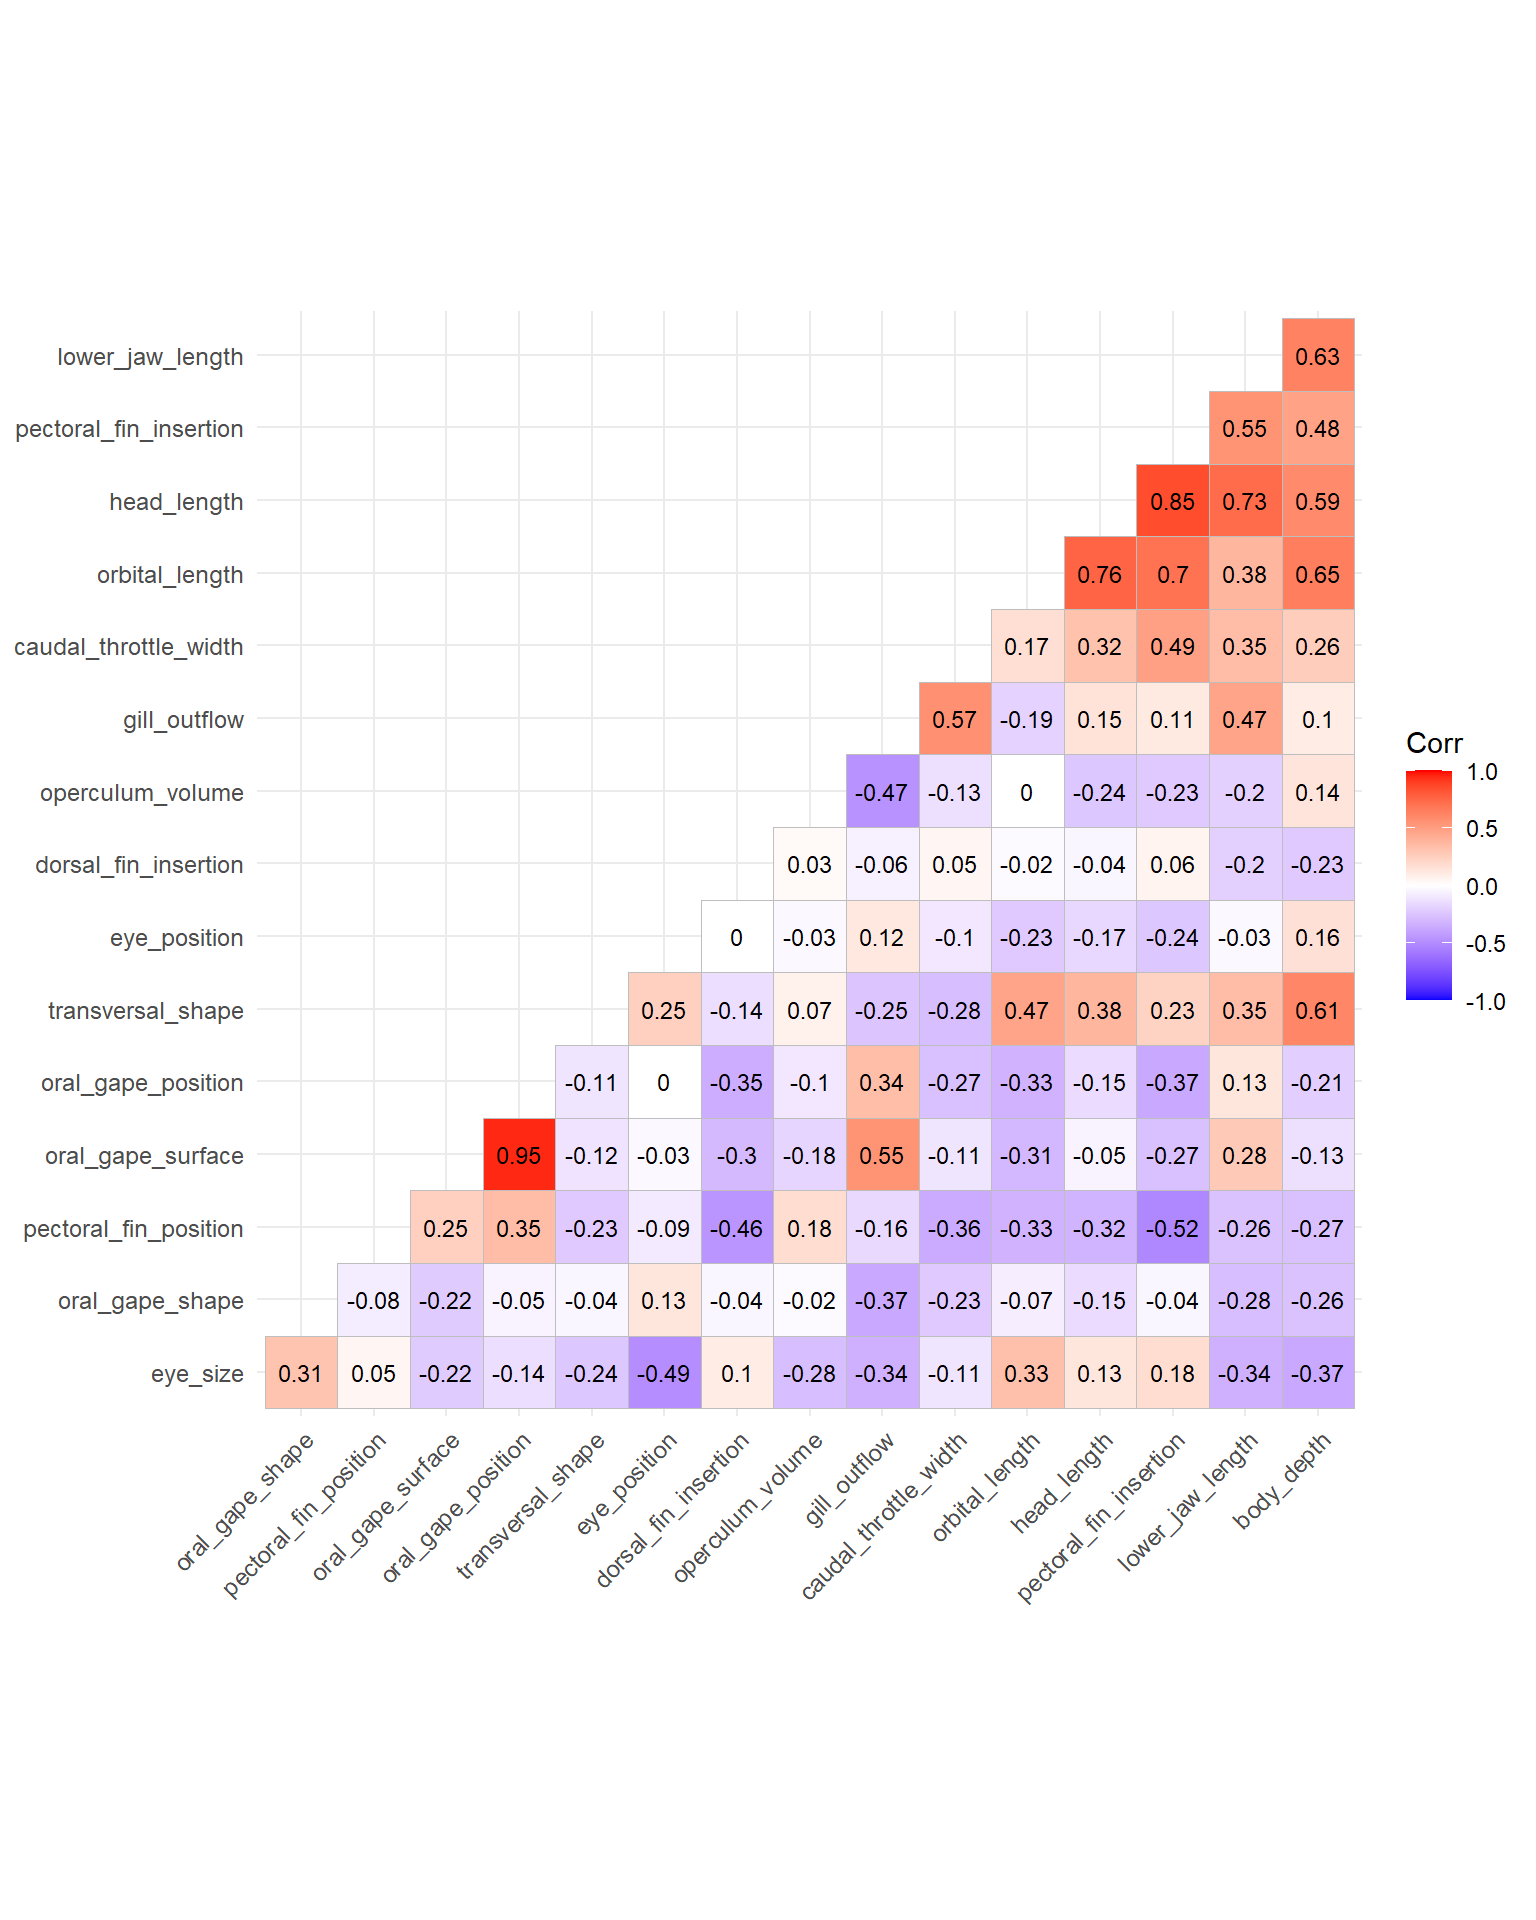 lower_jaw_length 0.63
pectoral_fin_insertion 0.55 0.48
head_length 0.85 0.73 0.59
orbital_length 0.76 0.7 0.38 0.65
caudal_throttle_width 0.17 0.32 0.49 0.35 0.26
gill_outflow 0.57 -0.19 0.15 0.11 0.47 0.1
operculum_volume -0.47 -0.13 0 -0.24 -0.23 -0.2 0.14
dorsal_fin_insertion 0.03 -0.06 0.05 -0.02 -0.04 0.06 -0.2 -0.23
eye_position 0 -0.03 0.12 -0.1 -0.23 -0.17 -0.24 -0.03 0.16
transversal_shape 0.25 -0.14 0.07 -0.25 -0.28 0.47 0.38 0.23 0.35 0.61
oral_gape_position -0.11 0 -0.35 -0.1 0.34 -0.27 -0.33 -0.15 -0.37 0.13 -0.21
oral_gape_surface 0.95 -0.12 -0.03 -0.3 -0.18 0.55 -0.11 -0.31 -0.05 -0.27 0.28 -0.13
pectoral_fin_position 0.25 0.35 -0.23 -0.09 -0.46 0.18 -0.16 -0.36 -0.33 -0.32 -0.52 -0.26 -0.27
oral_gape_shape -0.08 -0.22 -0.05 -0.04 0.13 -0.04 -0.02 -0.37 -0.23 -0.07 -0.15 -0.04 -0.28 -0.26
eye_size 0.31 0.05 -0.22 -0.14 -0.24 -0.49 0.1 -0.28 -0.34 -0.11 0.33 0.13 0.18 -0.34 -0.37
oral_gape_shape
pectoral_fin_position
oral_gape_surface
oral_gape_position
transversal_shape
eye_position
dorsal_fin_insertion
operculum_volume
gill_outflow
caudal_throttle_width
orbital_length
head_length
pectoral_fin_insertion
lower_jaw_length
body_depth
Corr
1.0
0.5
0.0
-0.5
-1.0